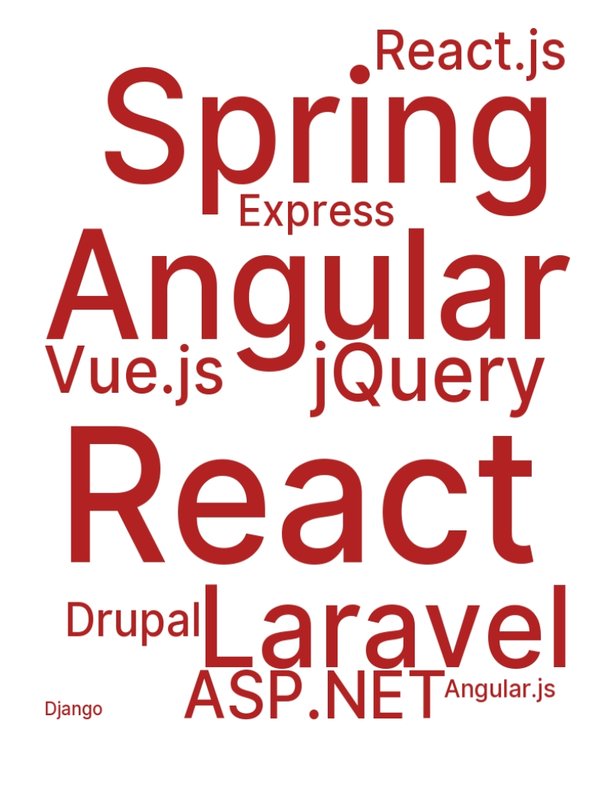 React.js
Spring
Express
Angular
Vue.js jQuery
React
Drupal Laravel
ASP.NET Angular.js
Django